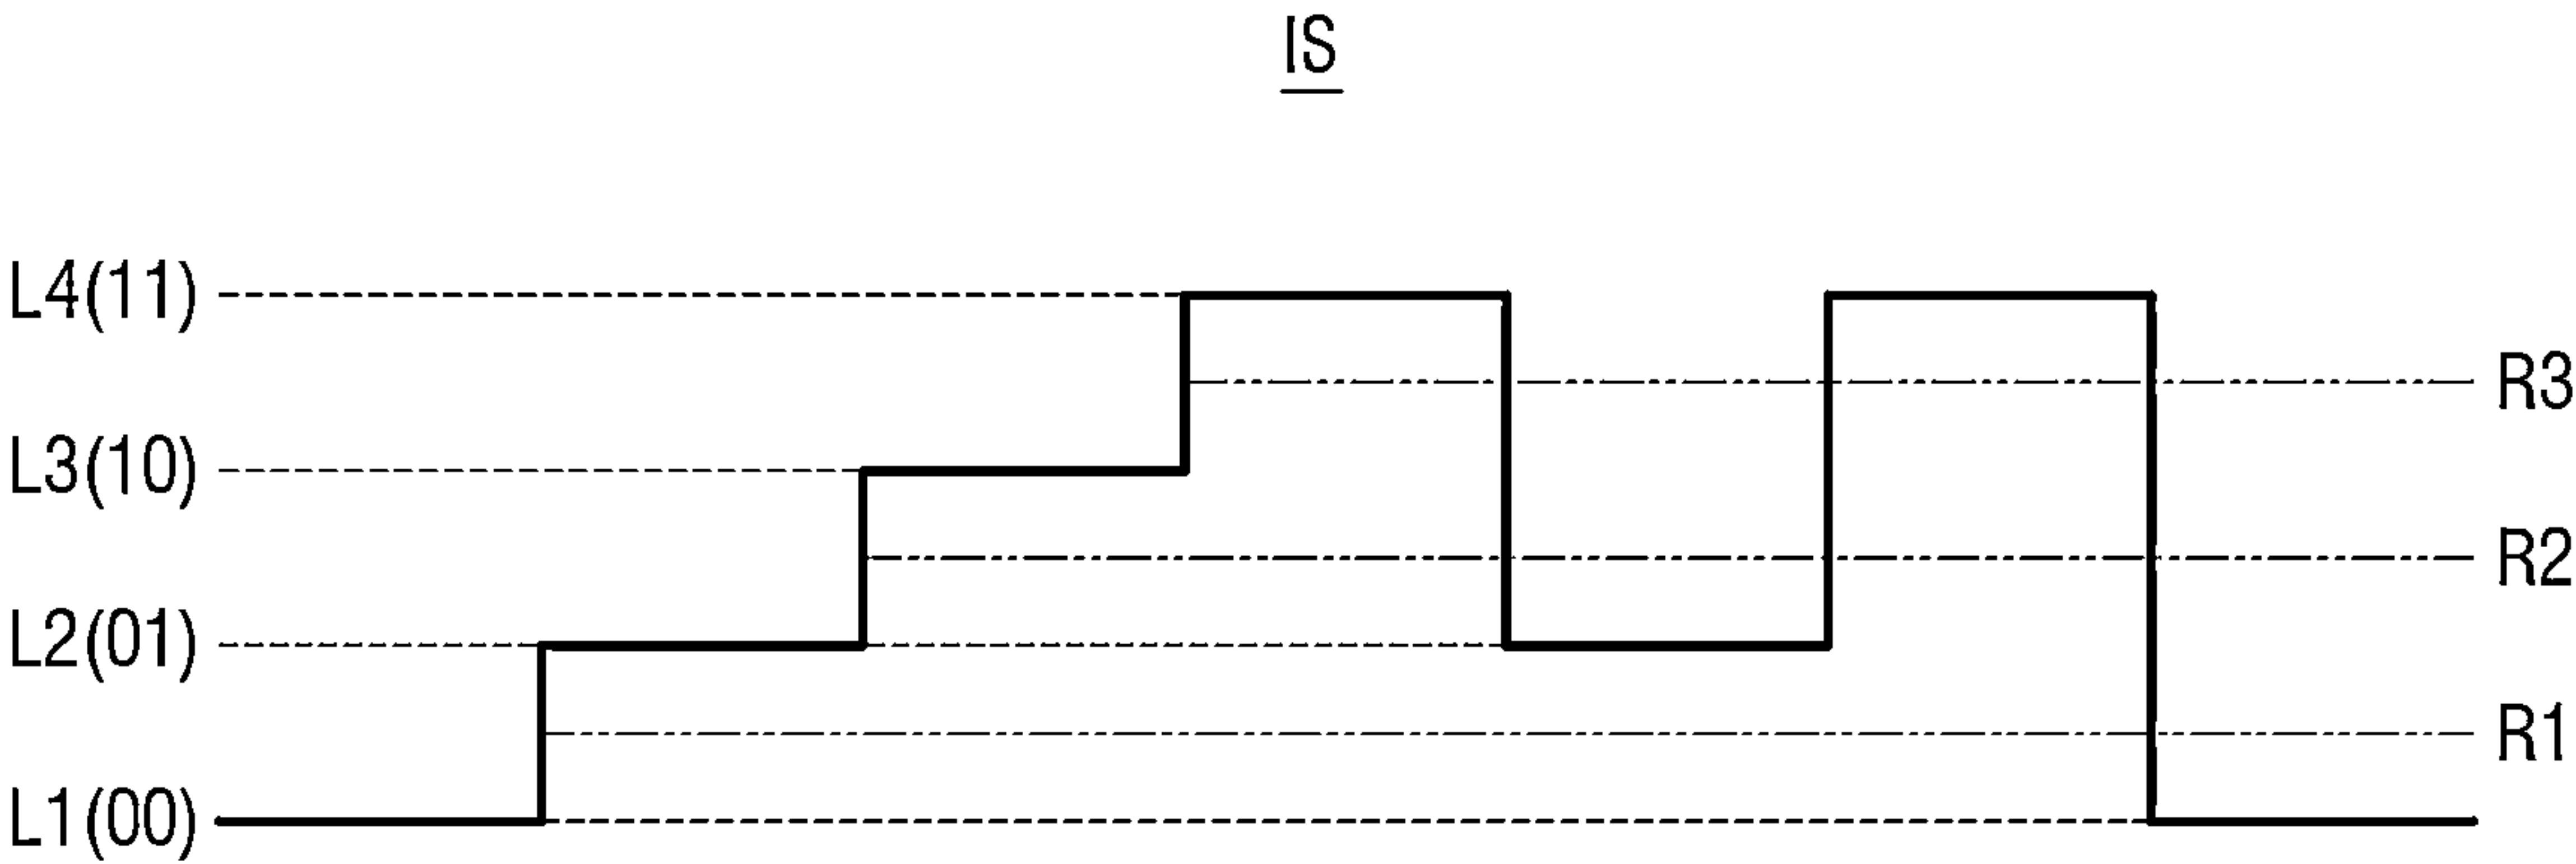 IS
L4(11)
R3
L3(10)
R2
L2(01)
R1
L1(00)